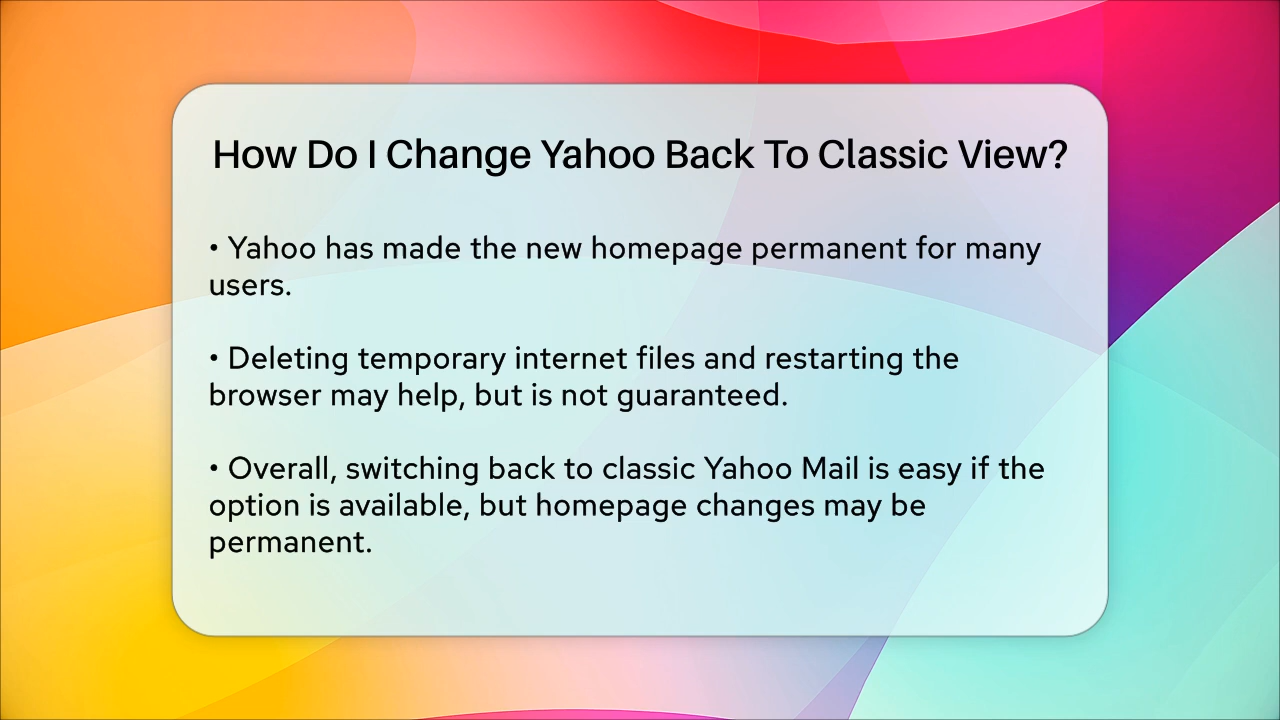 How Do I Change Yahoo Back To Classic View?
• Yahoo has made the new homepage permanent for many
users.
• Deleting temporary internet files and restarting the
browser may help, but is not guaranteed.
• Overall, switching back to classic Yahoo Mail is easy if the
option is available, but homepage changes may be
permanent.